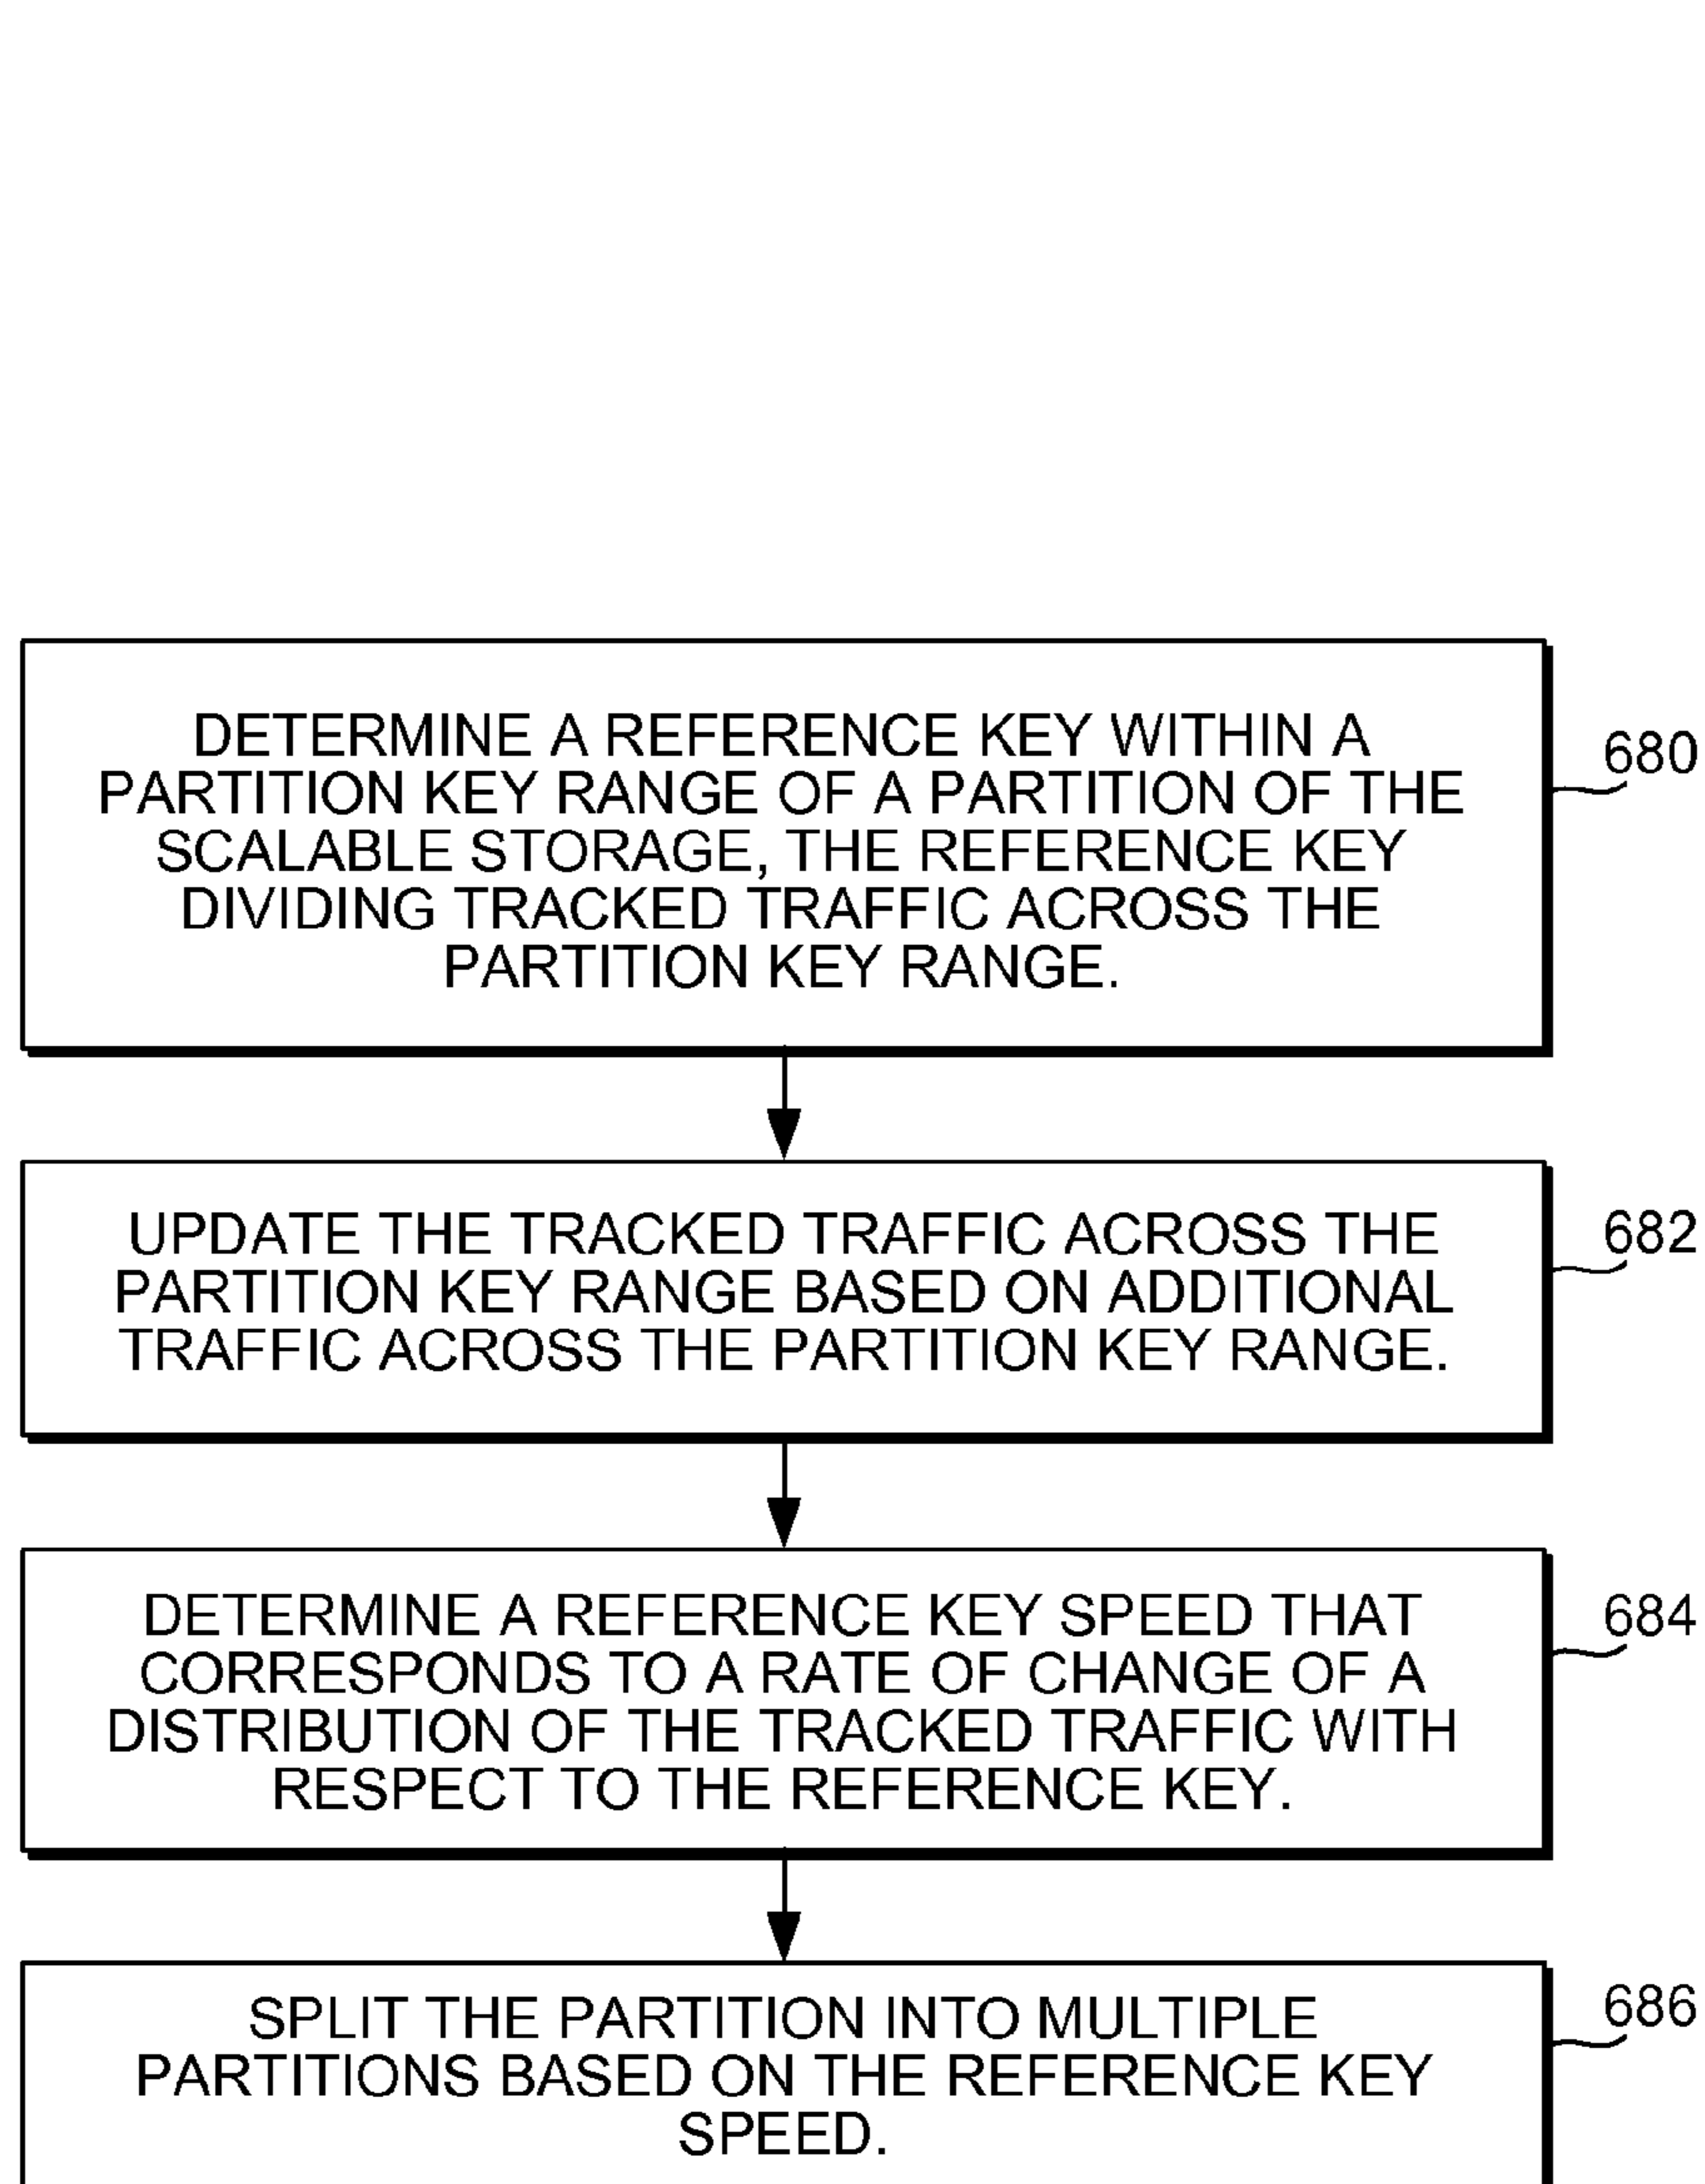 DETERMINE A REFERENCE KEY WITHIN A
PARTITION KEY RANGE OF A PARTITION OF THE
SCALABLE STORAGE, THE REFERENCE KEY
DIVIDING TRACKED TRAFFIC ACROSS THE
PARTITION KEY RANGE.
680
UPDATE THE TRACKED TRAFFIC ACROSS THE
PARTITION KEY RANGE BASED ON ADDITIONAL
TRAFFIC ACROSS THE PARTITION KEY RANGE.
682
DETERMINE A REFERENCE KEY SPEED THAT
CORRESPONDS TO A RATE OF CHANGE OF A
DISTRIBUTION OF THE TRACKED TRAFFIC WITH
RESPECT TO THE REFERENCE KEY.
684
SPLIT THE PARTITION INTO MULTIPLE
PARTITIONS BASED ON THE REFERENCE KEY
SPEED.
686